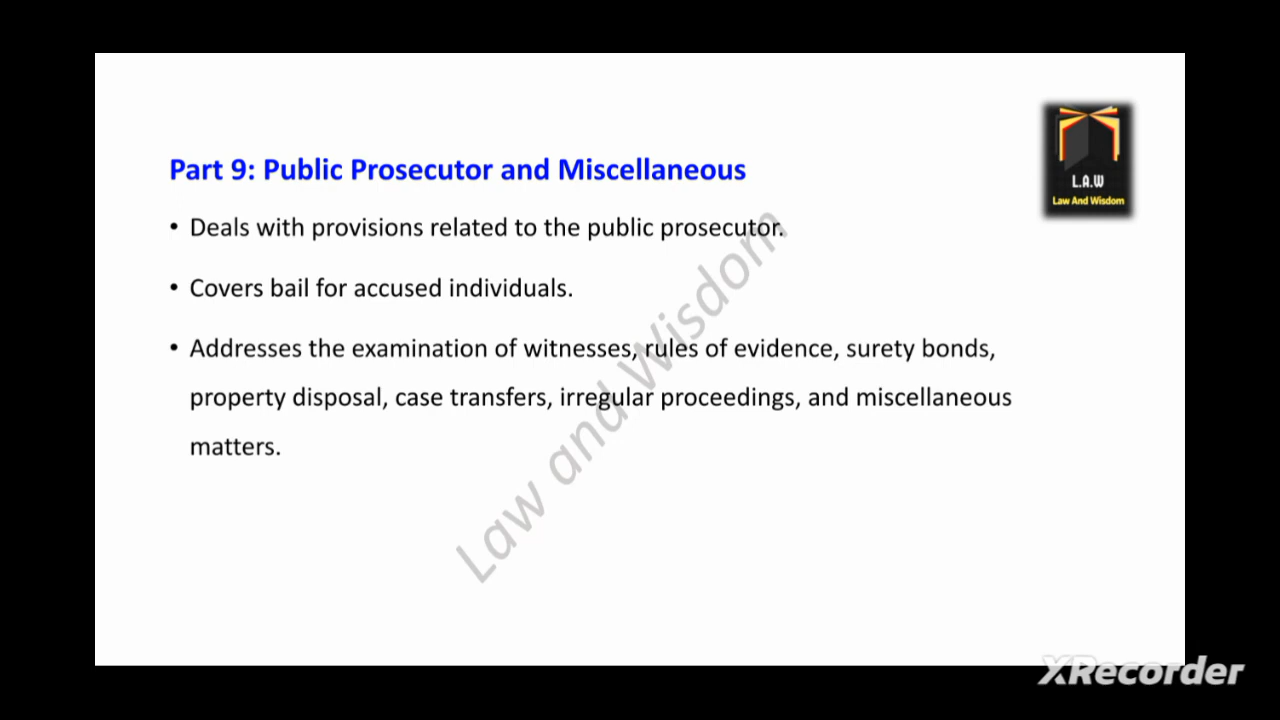 Part 9: Public Prosecutor and Miscellaneous
• Deals with provisions related to the public prosecutor.
• Covers bail for accused individuals.
• Addresses the examination of witnesses, rules of evidence, surety bonds,
property disposal, case transfers, irregular proceedings, and miscellaneous
matters.
L.A.W
Law And Wisdom
Law and Wisdom
XRecorder